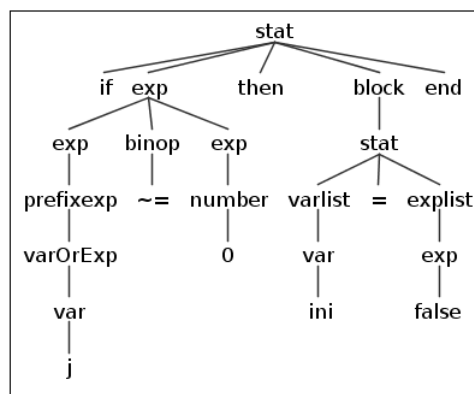 stat
if exp then block end
exp binop exp stat
prefixexp ~= number varlist = explist
varOrExp 0 var exp
var ini false
j